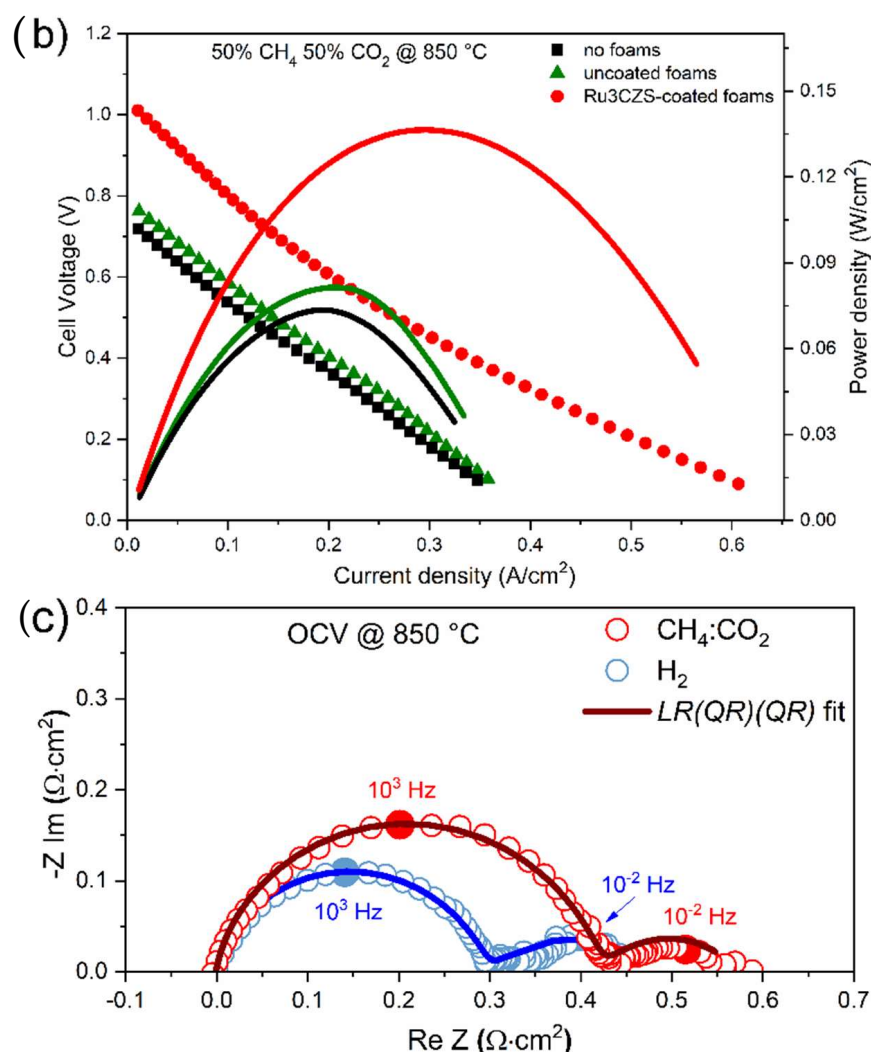 (b)
50% CH₄ 50% CO₂ @ 850 °C
no foams
uncoated foams
Ru3CZS-coated foams
Cell Voltage (V)
1.2
1.0
0.8
0.6
0.4
0.2
0.0
Power density (W/cm²)
0.15
0.12
0.09
0.06
0.03
0.00
0.0 0.1 0.2 0.3 0.4 0.5 0.6
Current density (A/cm²)
(c)
OCV @ 850 °C
CH₄:CO₂
H₂
LR(QR)(QR) fit
-Z Im (Ω·cm²)
0.4
0.3
0.2
0.1
0.0
10³ Hz
10³ Hz
10⁻² Hz
10⁻² Hz
-0.1 0.0 0.1 0.2 0.3 0.4 0.5 0.6 0.7
Re Z (Ω·cm²)